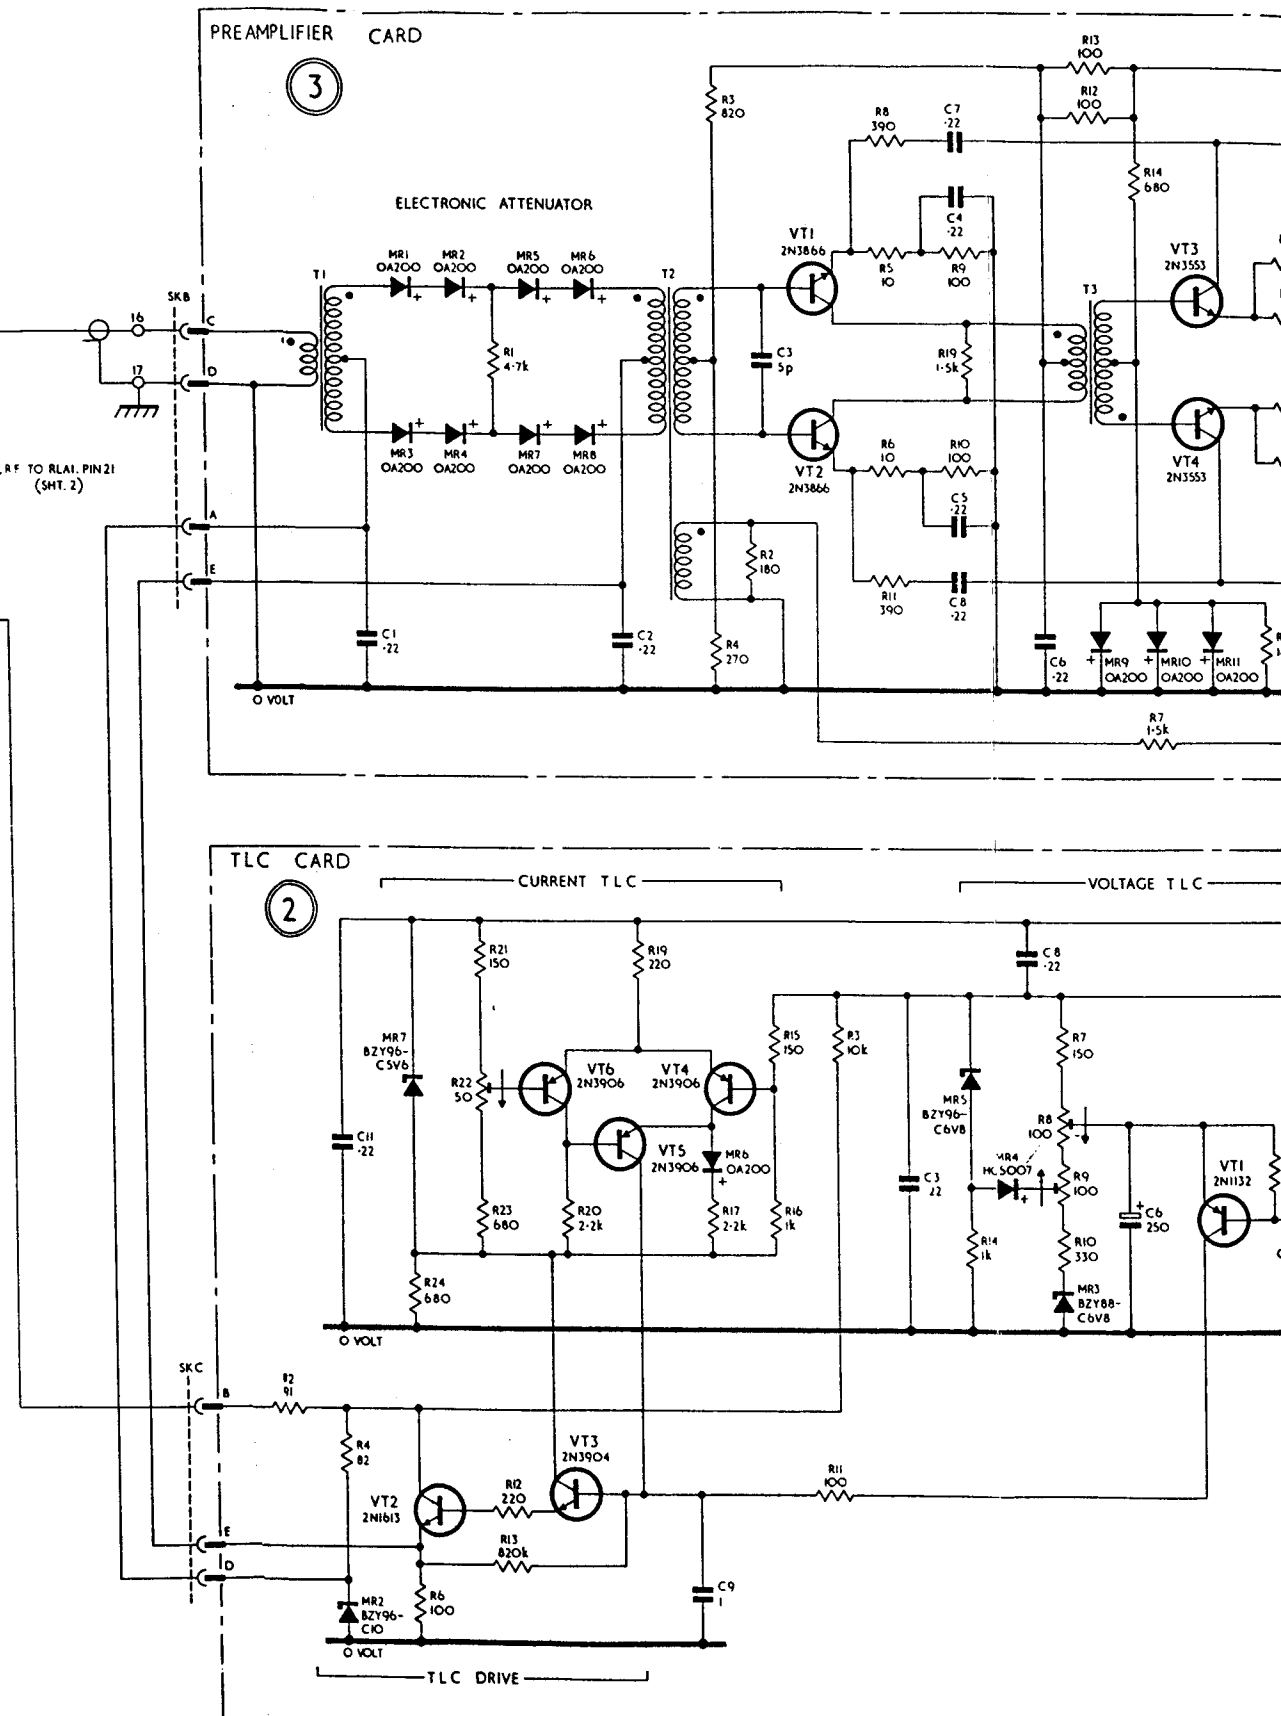 PREAMPLIFIER CARD
3
R13
100
R12
100
R3
820
R8
390
C7
.22
R14
680
ELECTRONIC ATTENUATOR
C4
.22
VT1
2N3866
R5
10
R9
100
VT3
2N3553
MR1
OA200
MR2
OA200
MR5
OA200
MR6
OA200
T1
T2
T3
SKB
16
C
R1
4.7k
C3
5p
R19
1.5k
17
D
MR3
OA200
MR4
OA200
MR7
OA200
MR8
OA200
R6
10
R10
100
VT2
2N3866
VT4
2N3553
R.F TO RLA1. PIN 21
(SHT. 2)
A
C5
.22
E
R2
180
R11
390
C8
.22
C1
.22
C2
.22
R4
270
C6
.22
MR9
OA200
MR10
OA200
MR11
OA200
O VOLT
R7
1.5k
TLC CARD
2
CURRENT TLC
VOLTAGE TLC
R21
150
R19
220
C8
.22
MR7
BZY96-
C5V6
R15
150
R3
10k
R7
150
R22
50
VT6
2N3906
VT4
2N3906
MR5
BZY96-
C6V8
R8
100
C11
.22
VT5
2N3906
MR6
OA200
MR4
HC5007
R9
100
VT1
2N1132
C3
.22
C6
250
R23
680
R20
2.2k
R17
2.2k
R16
1k
R14
1k
R10
330
R24
680
MR3
BZY88-
C6V8
O VOLT
SKC
B
R2
91
R4
82
VT3
2N3904
R11
100
VT2
2N1613
R12
220
R13
820k
E
D
MR2
BZY96-
C10
R6
100
C9
1
O VOLT
TLC DRIVE